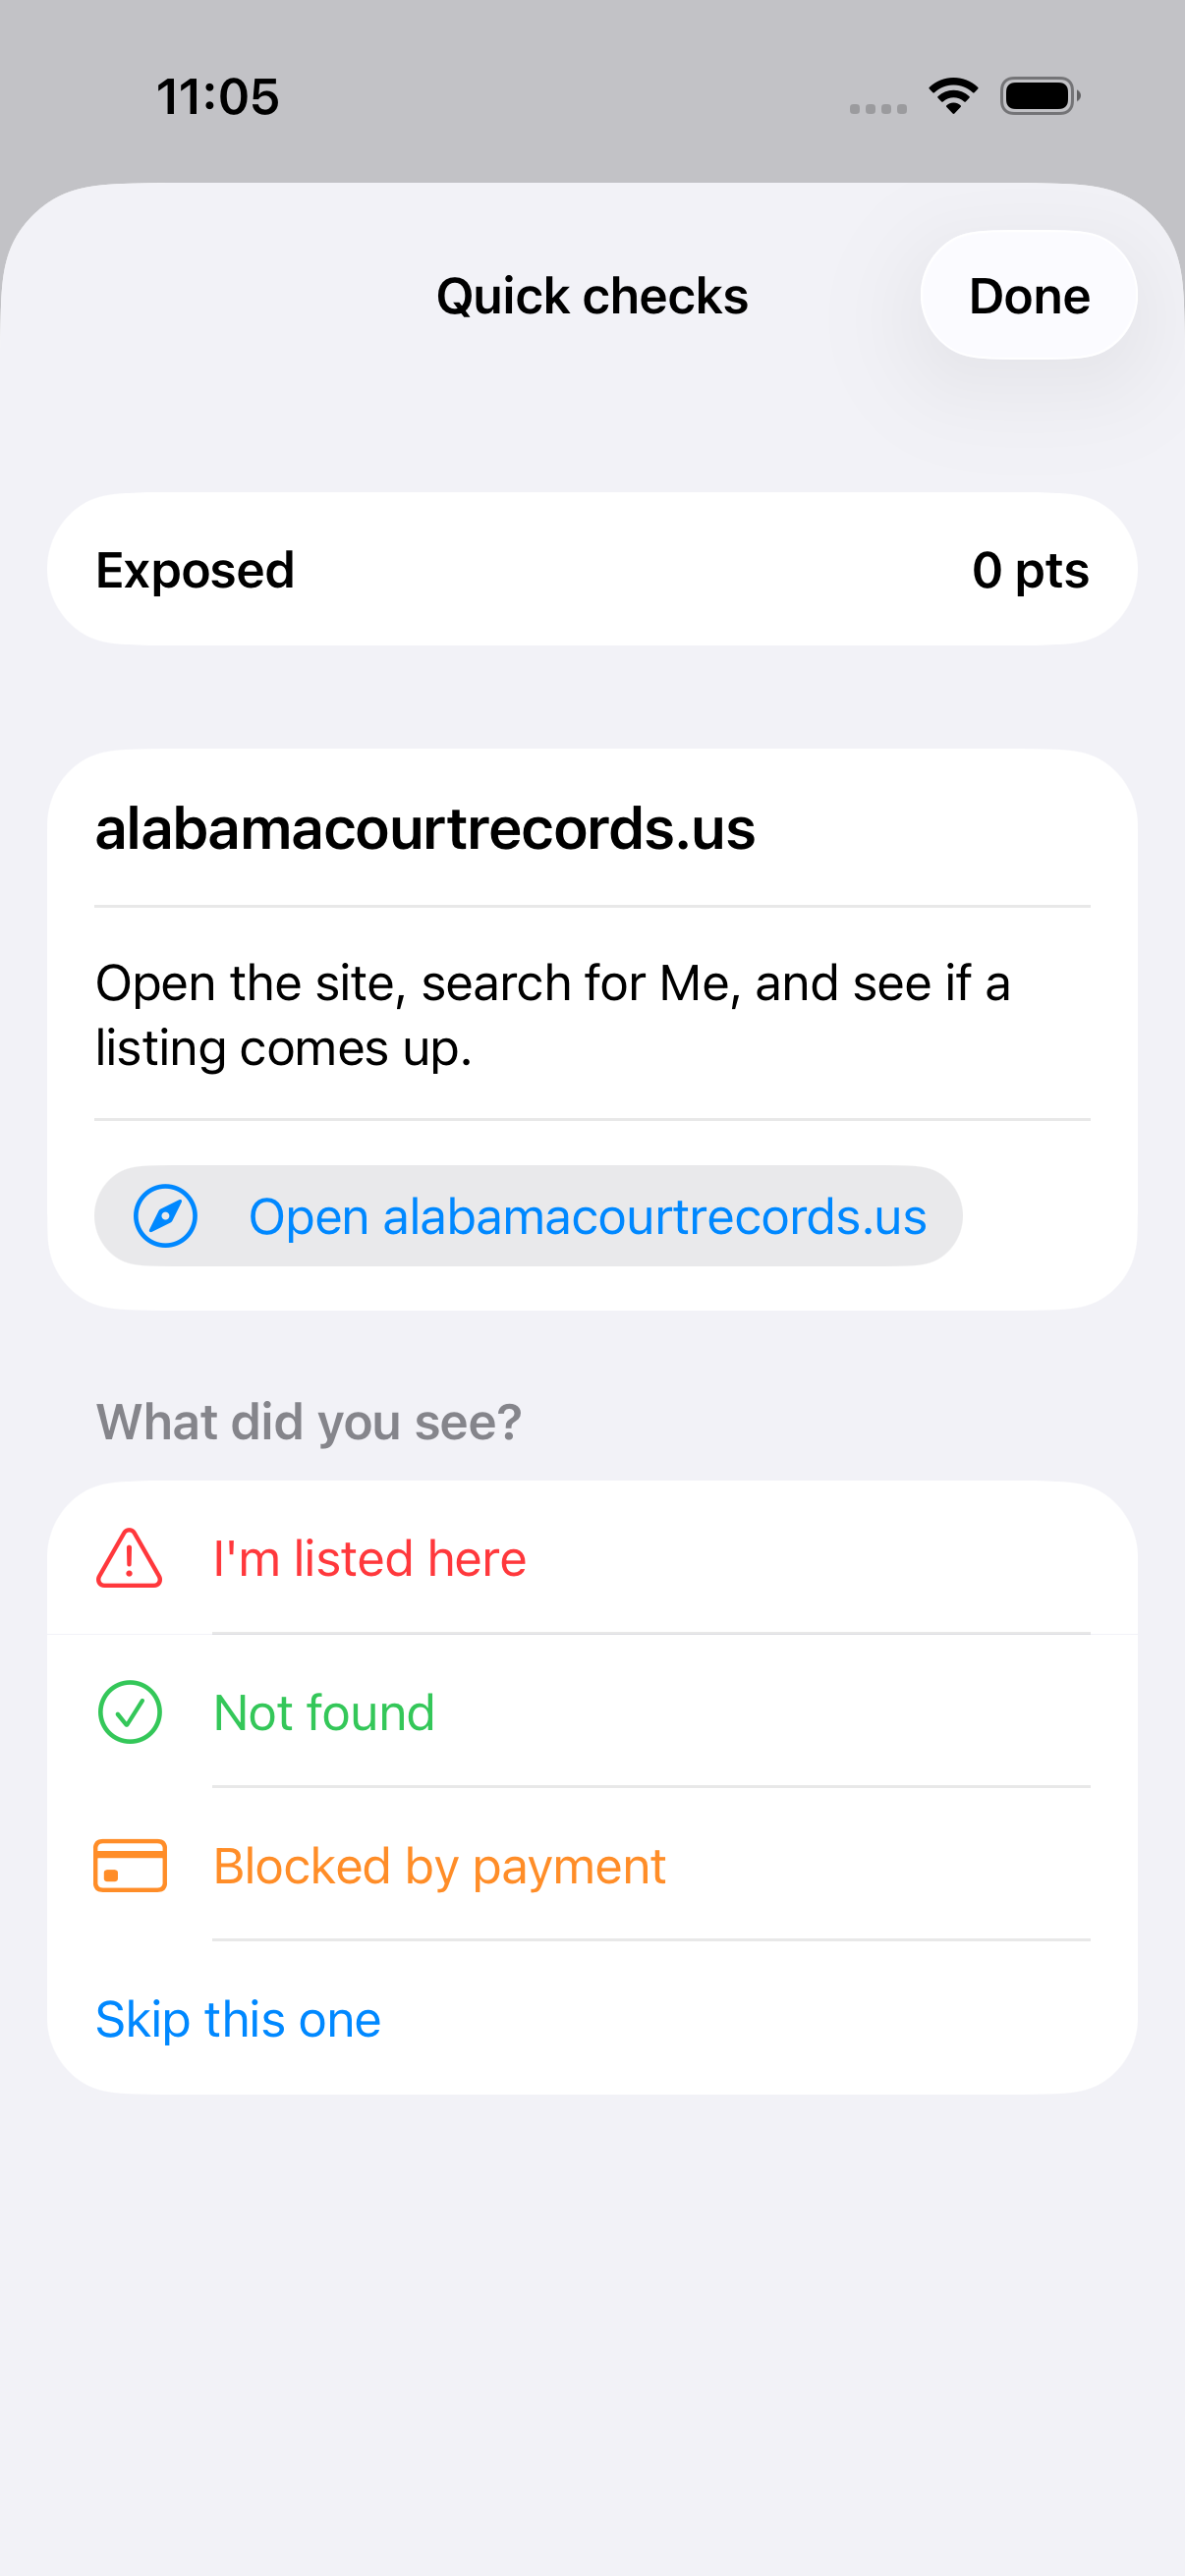 11:05
Quick checks
Done
Exposed
0 pts
alabamacourtrecords.us
Open the site, search for Me, and see if a
listing comes up.
Open alabamacourtrecords.us
What did you see?
I'm listed here
Not found
Blocked by payment
Skip this one